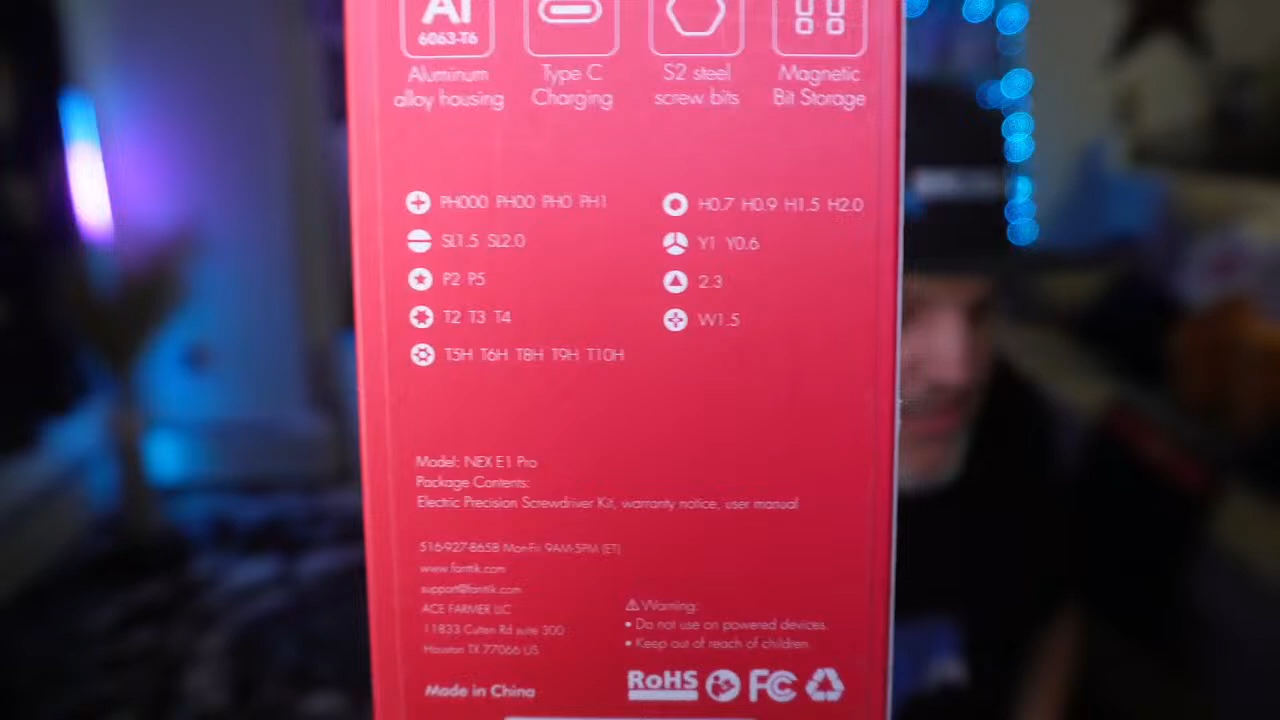 Al
6063-T6
Aluminum
alloy housing
Type C
Charging
S2 steel
screw bits
Magnetic
Bit Storage
PH000 PH00 PH0 PH1
SL1.5 SL2.0
P2 P5
T2 T3 T4
T5H T6H T8H T9H T10H
H0.7 H0.9 H1.5 H2.0
Y1 Y0.6
2.3
W1.5
Model: NEX E1 Pro
Package Contents:
Electric Precision Screwdriver Kit, warranty notice, user manual
516-927-8658 Mon-Fri 9AM-5PM (ET)
www.fanttik.com
support@fanttik.com
ACE FARMER LLC
11833 Cutten Rd suite 300
Houston TX 77066 US
Made in China
Warning:
• Do not use on powered devices.
• Keep out of reach of children.
RoHS FC